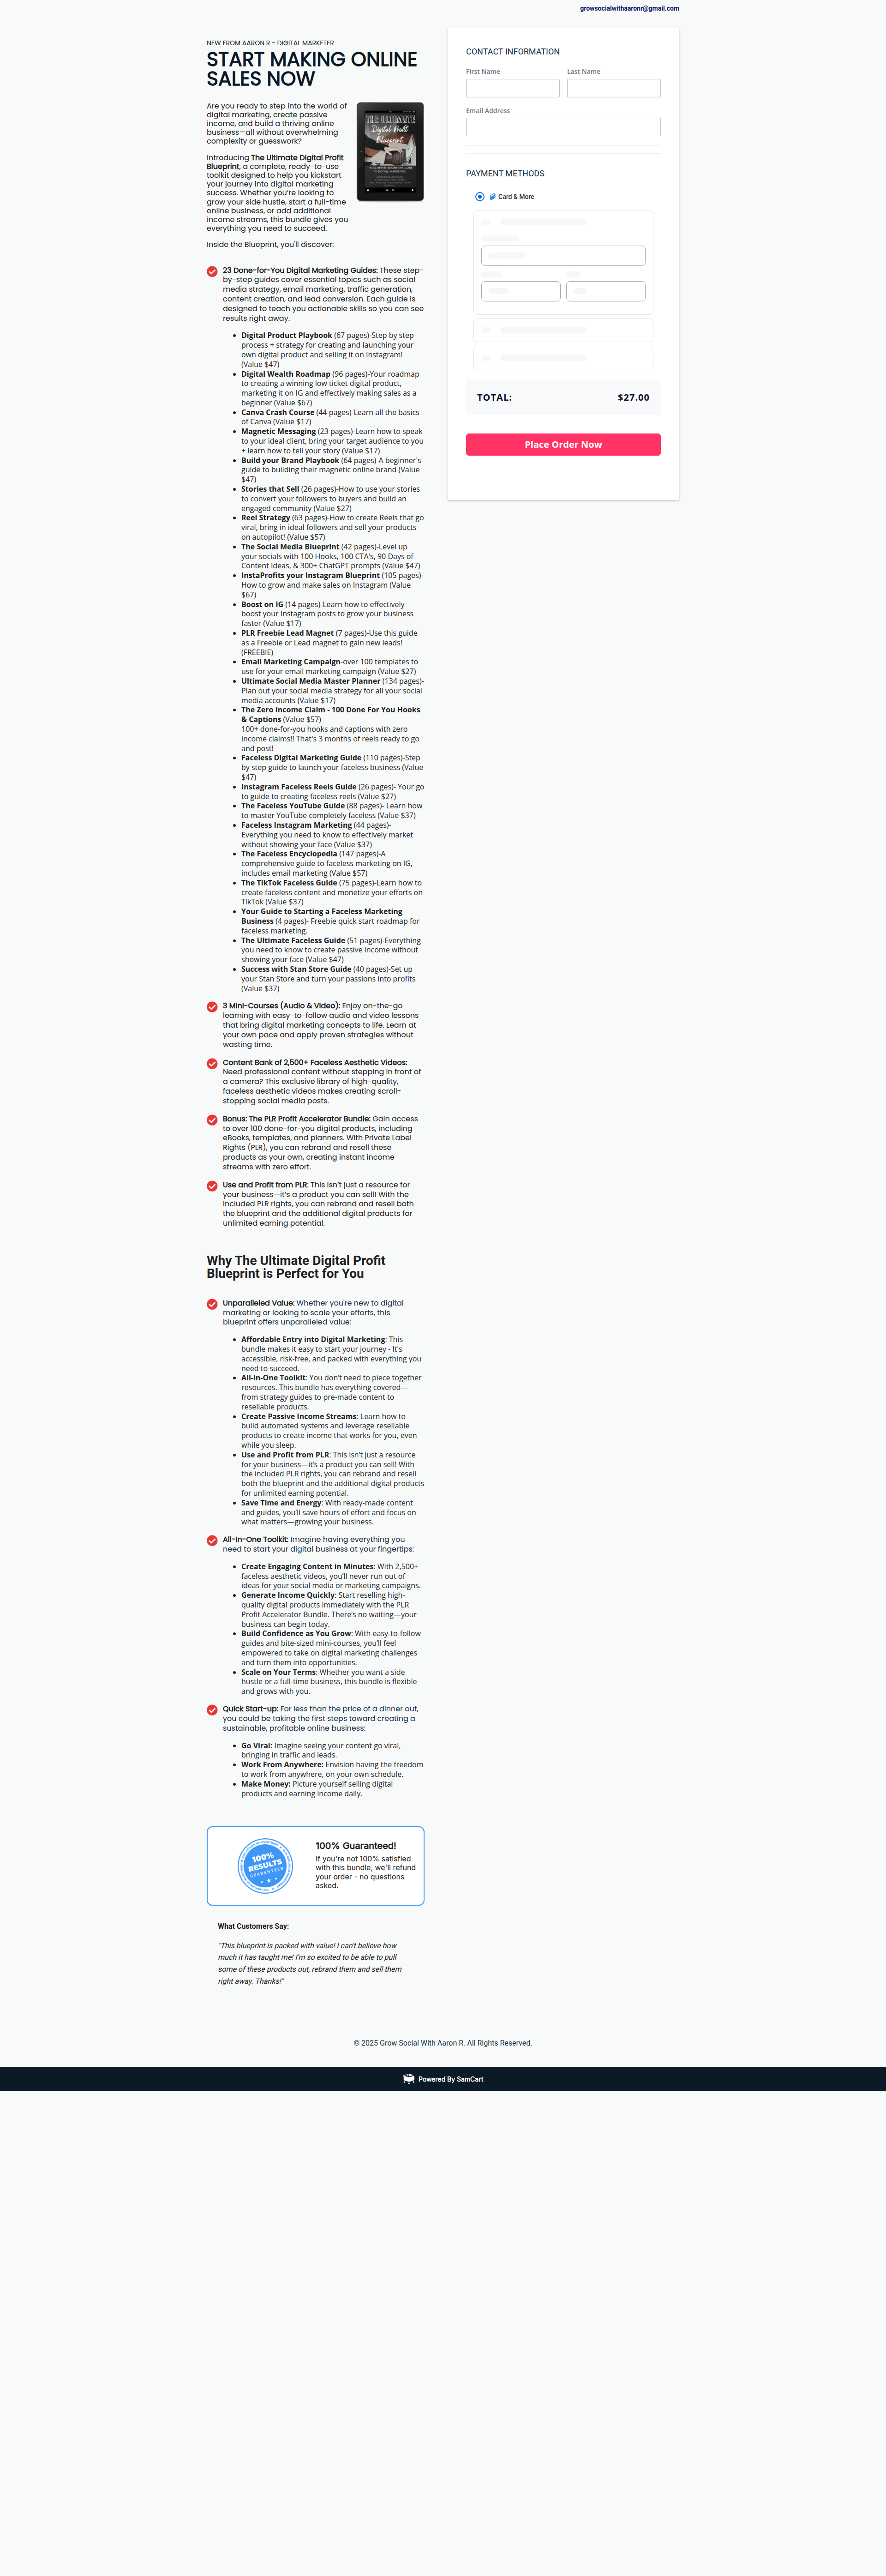 growsocialwithaaronr@gmail.com
NEW FROM AARON R - DIGITAL MARKETER
START MAKING ONLINE
SALES NOW
Are you ready to step into the world of
digital marketing, create passive
income, and build a thriving online
business—all without overwhelming
complexity or guesswork?
Introducing The Ultimate Digital Profit
Blueprint, a complete, ready-to-use
toolkit designed to help you kickstart
your journey into digital marketing
success. Whether you're looking to
grow your side hustle, start a full-time
online business, or add additional
income streams, this bundle gives you
everything you need to succeed.
THE ULTIMATE
Digital Profit
Blueprint
Inside the Blueprint, you'll discover:
23 Done-for-You Digital Marketing Guides: These step-
by-step guides cover essential topics such as social
media strategy, email marketing, traffic generation,
content creation, and lead conversion. Each guide is
designed to teach you actionable skills so you can see
results right away.
• Digital Product Playbook (67 pages)-Step by step
process + strategy for creating and launching your
own digital product and selling it on Instagram!
(Value $47)
• Digital Wealth Roadmap (96 pages)-Your roadmap
to creating a winning low ticket digital product,
marketing it on IG and effectively making sales as a
beginner (Value $67)
• Canva Crash Course (44 pages)-Learn all the basics
of Canva (Value $17)
• Magnetic Messaging (23 pages)-Learn how to speak
to your ideal client, bring your target audience to you
+ learn how to tell your story (Value $17)
• Build your Brand Playbook (64 pages)-A beginner's
guide to building their magnetic online brand (Value
$47)
• Stories that Sell (26 pages)-How to use your stories
to convert your followers to buyers and build an
engaged community (Value $27)
• Reel Strategy (63 pages)-How to create Reels that go
viral, bring in ideal followers and sell your products
on autopilot! (Value $57)
• The Social Media Blueprint (42 pages)-Level up
your socials with 100 Hooks, 100 CTA's, 90 Days of
Content Ideas, & 300+ ChatGPT prompts (Value $47)
• InstaProfits your Instagram Blueprint (105 pages)-
How to grow and make sales on Instagram (Value
$67)
• Boost on IG (14 pages)-Learn how to effectively
boost your Instagram posts to grow your business
faster (Value $17)
• PLR Freebie Lead Magnet (7 pages)-Use this guide
as a Freebie or Lead magnet to gain new leads!
(FREEBIE)
• Email Marketing Campaign-over 100 templates to
use for your email marketing campaign (Value $27)
• Ultimate Social Media Master Planner (134 pages)-
Plan out your social media strategy for all your social
media accounts (Value $17)
• The Zero Income Claim - 100 Done For You Hooks
& Captions (Value $57)
100+ done-for-you hooks and captions with zero
income claims!! That's 3 months of reels ready to go
and post!
• Faceless Digital Marketing Guide (110 pages)-Step
by step guide to launch your faceless business (Value
$47)
• Instagram Faceless Reels Guide (26 pages)- Your go
to guide to creating faceless reels (Value $27)
• The Faceless YouTube Guide (88 pages)- Learn how
to master YouTube completely faceless (Value $37)
• Faceless Instagram Marketing (44 pages)-
Everything you need to know to effectively market
without showing your face (Value $37)
• The Faceless Encyclopedia (147 pages)-A
comprehensive guide to faceless marketing on IG,
includes email marketing (Value $57)
• The TikTok Faceless Guide (75 pages)-Learn how to
create faceless content and monetize your efforts on
TikTok (Value $37)
• Your Guide to Starting a Faceless Marketing
Business (4 pages)- Freebie quick start roadmap for
faceless marketing.
• The Ultimate Faceless Guide (51 pages)-Everything
you need to know to create passive income without
showing your face (Value $47)
• Success with Stan Store Guide (40 pages)-Set up
your Stan Store and turn your passions into profits
(Value $37)
3 Mini-Courses (Audio & Video): Enjoy on-the-go
learning with easy-to-follow audio and video lessons
that bring digital marketing concepts to life. Learn at
your own pace and apply proven strategies without
wasting time.
Content Bank of 2,500+ Faceless Aesthetic Videos:
Need professional content without stepping in front of
a camera? This exclusive library of high-quality,
faceless aesthetic videos makes creating scroll-
stopping social media posts.
Bonus: The PLR Profit Accelerator Bundle: Gain access
to over 100 done-for-you digital products, including
eBooks, templates, and planners. With Private Label
Rights (PLR), you can rebrand and resell these
products as your own, creating instant income
streams with zero effort.
Use and Profit from PLR: This isn't just a resource for
your business—it's a product you can sell! With the
included PLR rights, you can rebrand and resell both
the blueprint and the additional digital products for
unlimited earning potential.
Why The Ultimate Digital Profit
Blueprint is Perfect for You
Unparalleled Value: Whether you're new to digital
marketing or looking to scale your efforts, this
blueprint offers unparalleled value:
• Affordable Entry into Digital Marketing: This
bundle makes it easy to start your journey - It's
accessible, risk-free, and packed with everything you
need to succeed.
• All-in-One Toolkit: You don't need to piece together
resources. This bundle has everything covered—
from strategy guides to pre-made content to
resellable products.
• Create Passive Income Streams: Learn how to
build automated systems and leverage resellable
products to create income that works for you, even
while you sleep.
• Use and Profit from PLR: This isn't just a resource
for your business—it's a product you can sell! With
the included PLR rights, you can rebrand and resell
both the blueprint and the additional digital products
for unlimited earning potential.
• Save Time and Energy: With ready-made content
and guides, you'll save hours of effort and focus on
what matters—growing your business.
All-In-One Toolkit: Imagine having everything you
need to start your digital business at your fingertips:
• Create Engaging Content in Minutes: With 2,500+
faceless aesthetic videos, you'll never run out of
ideas for your social media or marketing campaigns.
• Generate Income Quickly: Start reselling high-
quality digital products immediately with the PLR
Profit Accelerator Bundle. There's no waiting—your
business can begin today.
• Build Confidence as You Grow: With easy-to-follow
guides and bite-sized mini-courses, you'll feel
empowered to take on digital marketing challenges
and turn them into opportunities.
• Scale on Your Terms: Whether you want a side
hustle or a full-time business, this bundle is flexible
and grows with you.
Quick Start-up: For less than the price of a dinner out,
you could be taking the first steps toward creating a
sustainable, profitable online business:
• Go Viral: Imagine seeing your content go viral,
bringing in traffic and leads.
• Work From Anywhere: Envision having the freedom
to work from anywhere, on your own schedule.
• Make Money: Picture yourself selling digital
products and earning income daily.
100%
RESULTS
GUARANTEED
100% Guaranteed!
If you're not 100% satisfied
with this bundle, we'll refund
your order - no questions
asked.
What Customers Say:
"This blueprint is packed with value! I can't believe how
much it has taught me! I'm so excited to be able to pull
some of these products out, rebrand them and sell them
right away. Thanks!"
CONTACT INFORMATION
First Name
Last Name
Email Address
PAYMENT METHODS
Card & More
TOTAL: $27.00
Place Order Now
© 2025 Grow Social With Aaron R. All Rights Reserved.
Powered By SamCart